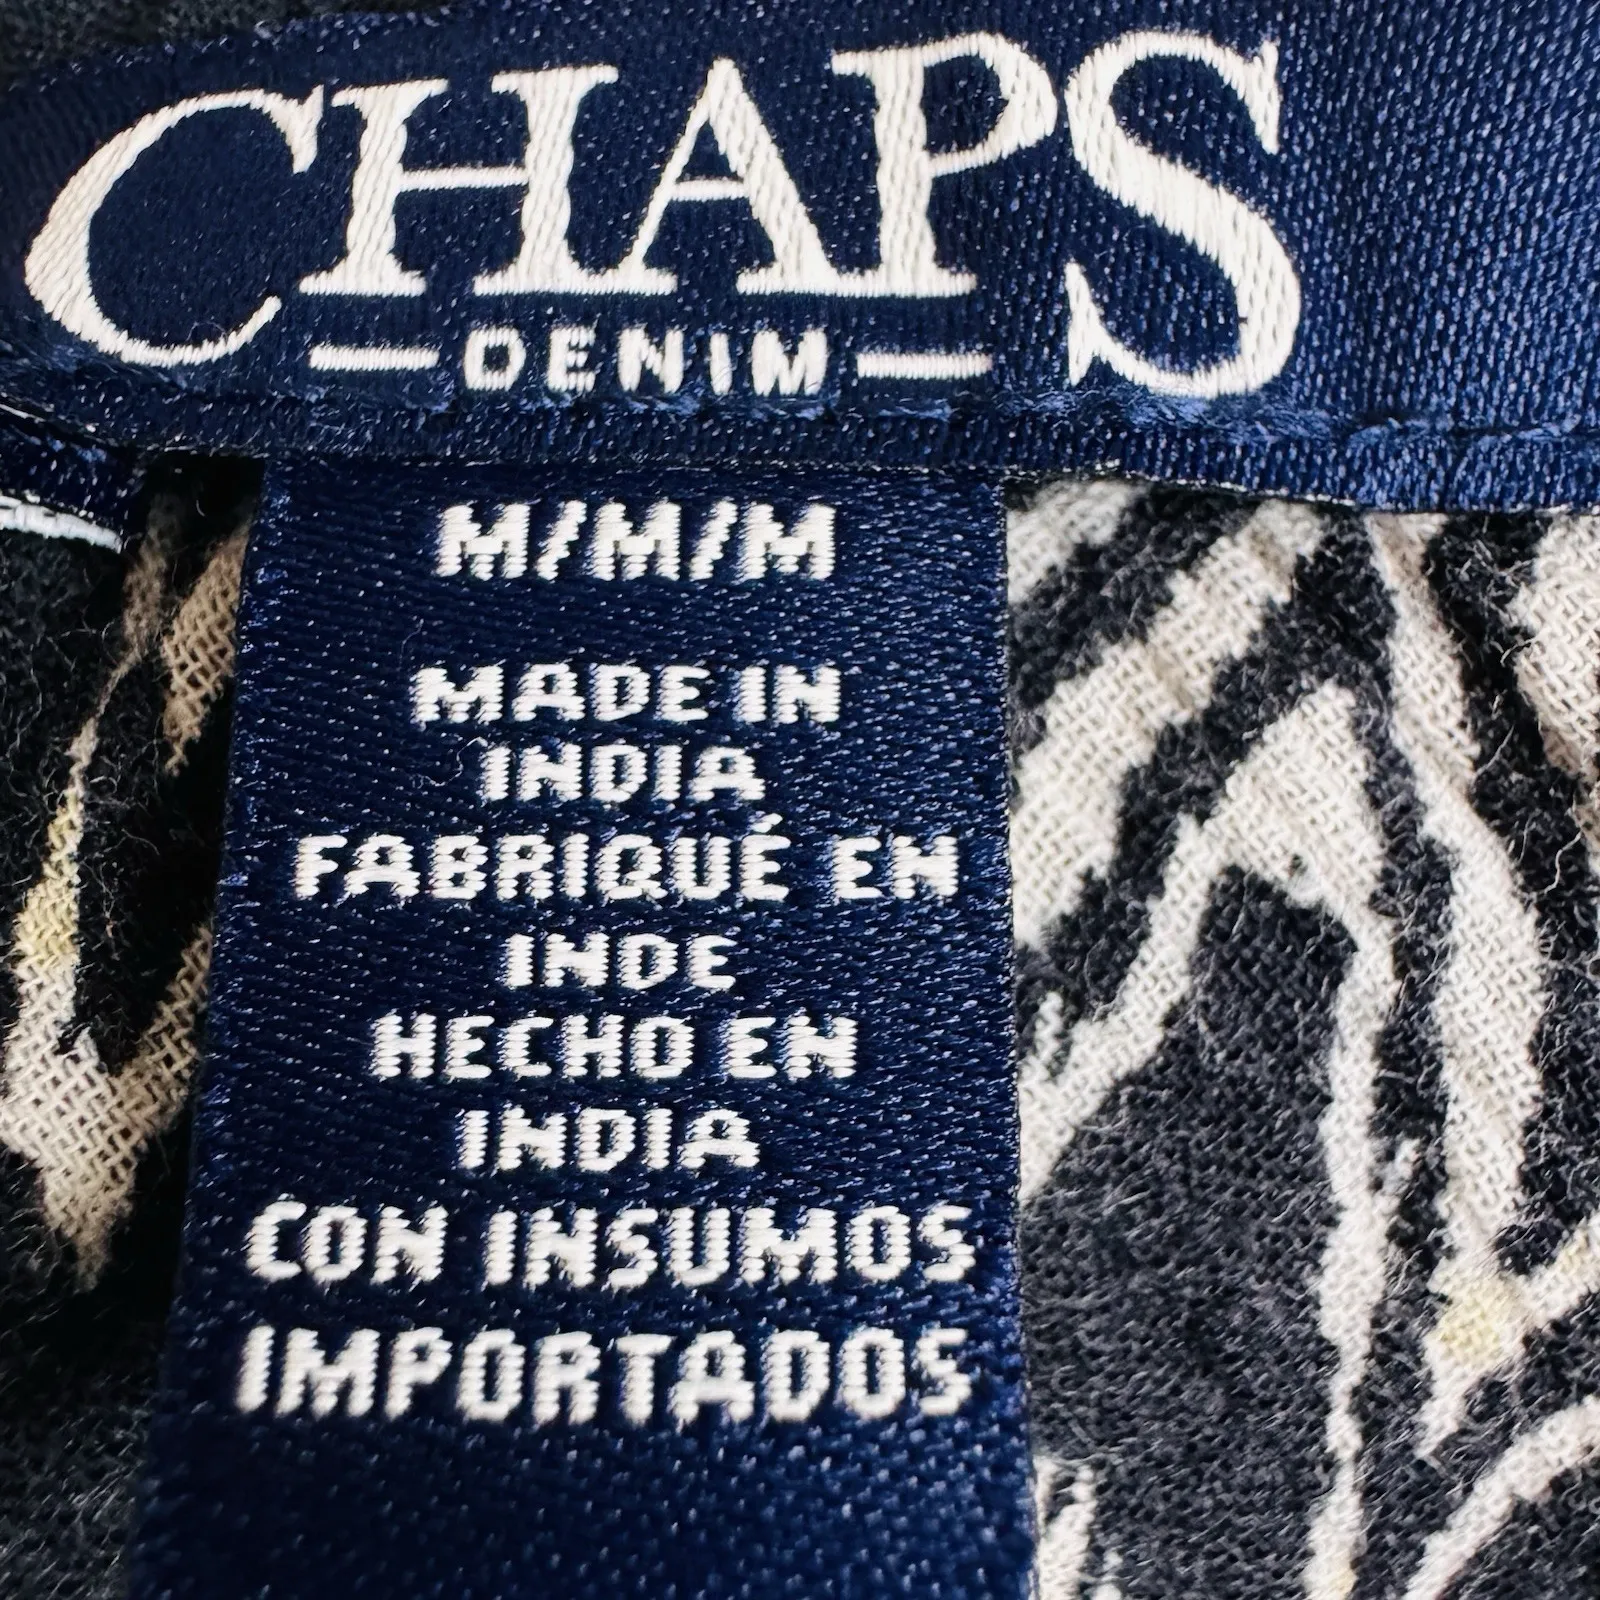 CHAPS
DENIM
M/M/M
MADE IN
INDIA
FABRIQUÉ EN
INDE
HECHO EN
INDIA
CON INSUMOS
IMPORTADOS